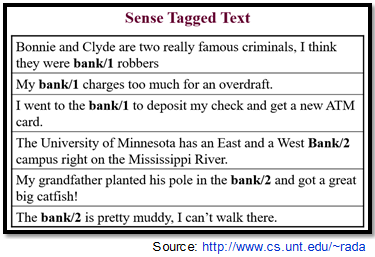 Sense Tagged Text
Bonnie and Clyde are two really famous criminals, I think
they were bank/1 robbers
My bank/1 charges too much for an overdraft.
I went to the bank/1 to deposit my check and get a new ATM
card.
The University of Minnesota has an East and a West Bank/2
campus right on the Mississippi River.
My grandfather planted his pole in the bank/2 and got a great
big catfish!
The bank/2 is pretty muddy, I can't walk there.
Source: http://www.cs.unt.edu/~rada